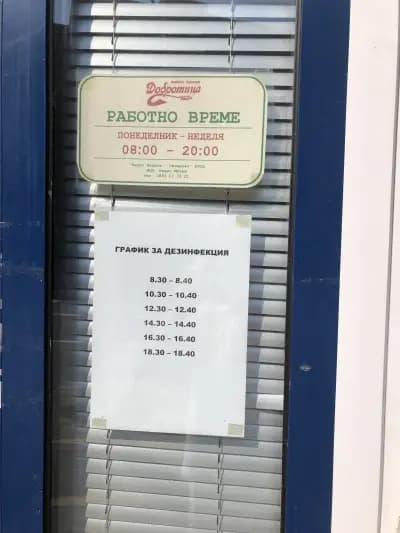 Добротица
РАБОТНО ВРЕМЕ
ПОНЕДЕЛНИК – НЕДЕЛЯ
08:00 – 20:00
ГРАФИК ЗА ДЕЗИНФЕКЦИЯ
8.30 – 8.40
10.30 – 10.40
12.30 – 12.40
14.30 – 14.40
16.30 – 16.40
18.30 – 18.40